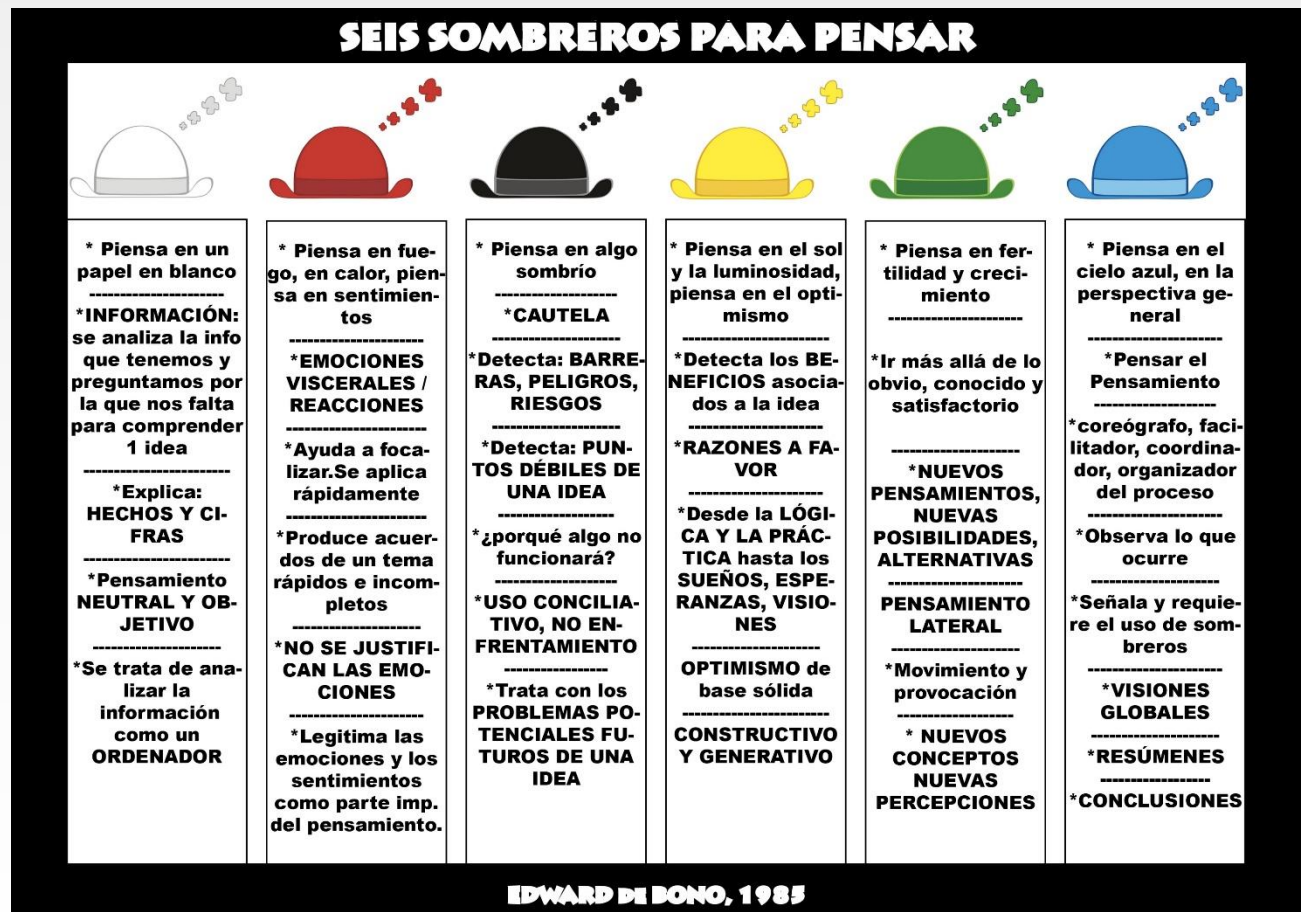 SEIS SOMBREROS PARA PENSAR
* Piensa en un
papel en blanco
----------------------
*INFORMACIÓN:
se analiza la info
que tenemos y
preguntamos por
la que nos falta
para comprender
1 idea
------------------------
*Explica:
HECHOS Y CI-
FRAS
------------------------
*Pensamiento
NEUTRAL Y OB-
JETIVO
---------------------
*Se trata de ana-
lizar la
información
como un
ORDENADOR
* Piensa en fue-
go, en calor, pien-
sa en sentimien-
tos
----------------------
*EMOCIONES
VISCERALES /
REACCIONES
-----------------------
*Ayuda a foca-
lizar.Se aplica
rápidamente
-----------------------
*Produce acuer-
dos de un tema
rápidos e incom-
pletos
---------------------
*NO SE JUSTIFI-
CAN LAS EMO-
CIONES
----------------------
*Legitima las
emociones y los
sentimientos
como parte imp.
del pensamiento.
* Piensa en algo
sombrío
--------------------
*CAUTELA
---------------------
*Detecta: BARRE-
RAS, PELIGROS,
RIESGOS
---------------------
*Detecta: PUN-
TOS DÉBILES DE
UNA IDEA
-------------------
*¿porqué algo no
funcionará?
--------------------
*USO CONCILIA-
TIVO, NO EN-
FRENTAMIENTO
-----------------
*Trata con los
PROBLEMAS PO-
TENCIALES FU-
TUROS DE UNA
IDEA
* Piensa en el sol
y la luminosidad,
piensa en el opti-
mismo
------------------------
*Detecta los BE-
NEFICIOS asocia-
dos a la idea
----------------------
*RAZONES A FA-
VOR
----------------------
*Desde la LÓGI-
CA Y LA PRÁC-
TICA hasta los
SUEÑOS, ESPE-
RANZAS, VISIO-
NES
---------------------
OPTIMISMO de
base sólida
------------------------
CONSTRUCTIVO
Y GENERATIVO
* Piensa en fer-
tilidad y creci-
miento
----------------------
*Ir más allá de lo
obvio, conocido y
satisfactorio
---------------------
*NUEVOS
PENSAMIENTOS,
NUEVAS
POSIBILIDADES,
ALTERNATIVAS
----------------------
PENSAMIENTO
LATERAL
---------------------
*Movimiento y
provocación
-------------------
* NUEVOS
CONCEPTOS
NUEVAS
PERCEPCIONES
* Piensa en el
cielo azul, en la
perspectiva ge-
neral
----------------------
*Pensar el
Pensamiento
--------------------
*coreógrafo, faci-
litador, coordina-
dor, organizador
del proceso
----------------------
*Observa lo que
ocurre
---------------------
*Señala y requie-
re el uso de som-
breros
----------------------
*VISIONES
GLOBALES
---------------------
*RESÚMENES
------------------
*CONCLUSIONES
EDWARD DE BONO, 1985